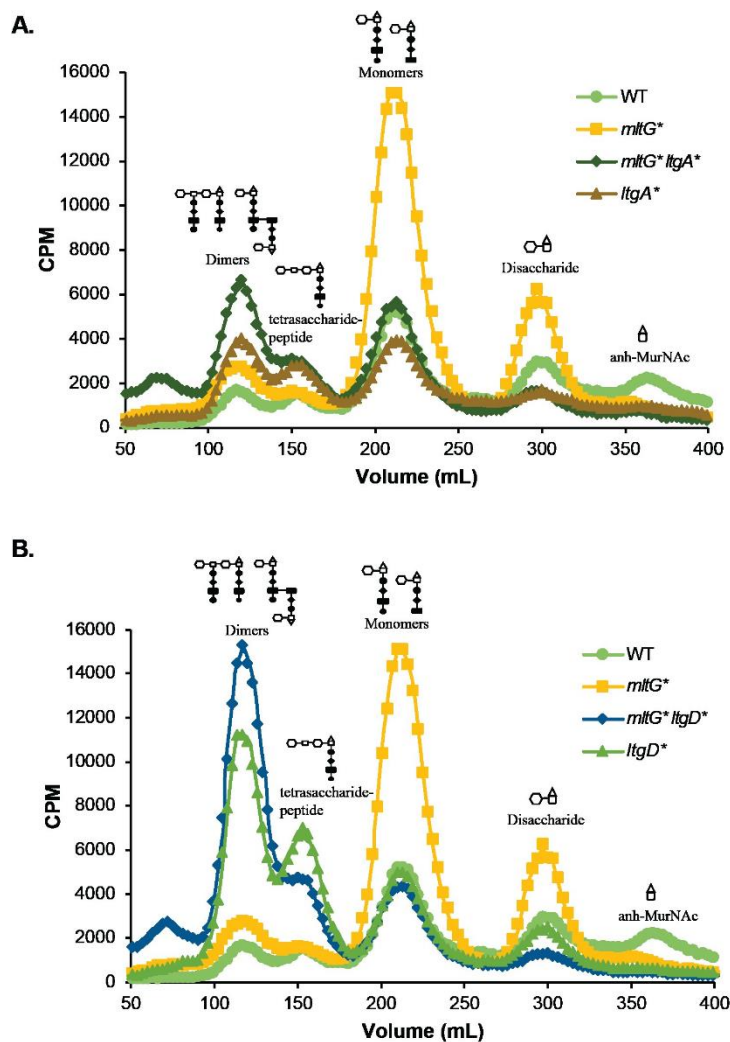 A.
Monomers
16000
14000
12000
10000
8000
6000
4000
2000
0
CPM
WT
mltG*
mltG* ltgA*
ltgA*
Dimers
tetrasaccharide-
peptide
Disaccharide
anh-MurNAc
50
100
150
200
250
300
350
400
Volume (mL)
B.
Dimers
Monomers
16000
14000
12000
10000
8000
6000
4000
2000
0
CPM
WT
mltG*
mltG* ltgD*
ltgD*
tetrasaccharide-
peptide
Disaccharide
anh-MurNAc
50
100
150
200
250
300
350
400
Volume (mL)